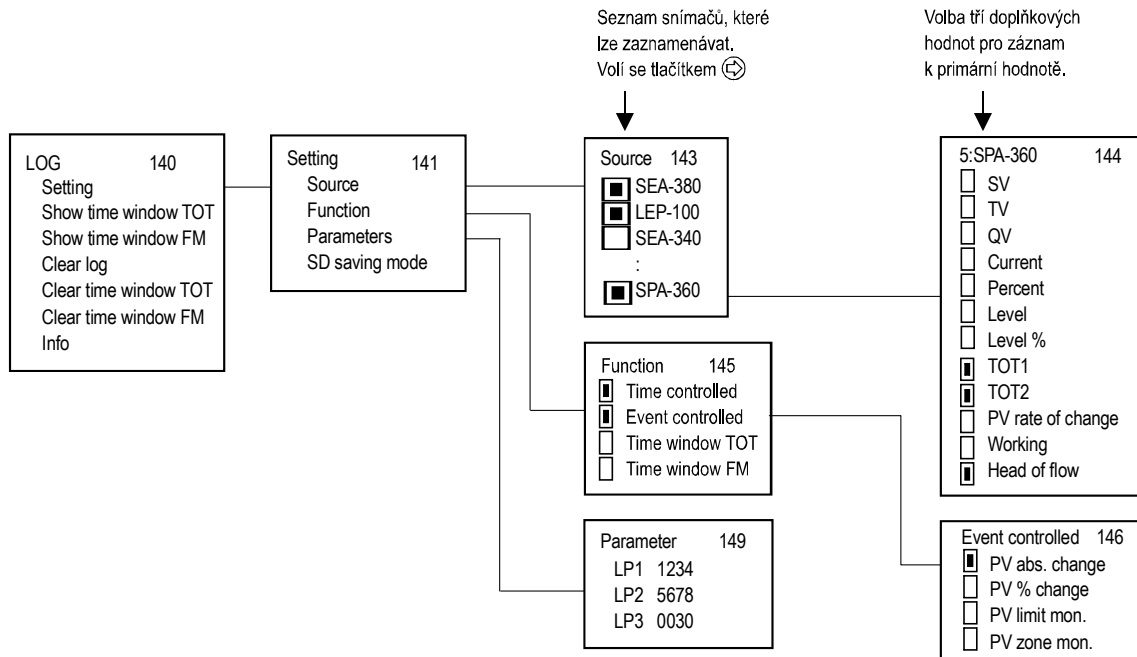 Seznam snímačů, které
lze zaznamenávat.
Volí se tlačítkem
Volba tří doplňkových
hodnot pro záznam
k primární hodnotě.
LOG 140
Setting
Show time window TOT
Show time window FM
Clear log
Clear time window TOT
Clear time window FM
Info
Setting 141
Source
Function
Parameters
SD saving mode
Source 143
SEA-380
LEP-100
SEA-340
:
SPA-360
5:SPA-360 144
SV
TV
QV
Current
Percent
Level
Level %
TOT1
TOT2
PV rate of change
Working
Head of flow
Function 145
Time controlled
Event controlled
Time window TOT
Time window FM
Parameter 149
LP1 1234
LP2 5678
LP3 0030
Event controlled 146
PV abs. change
PV % change
PV limit mon.
PV zone mon.